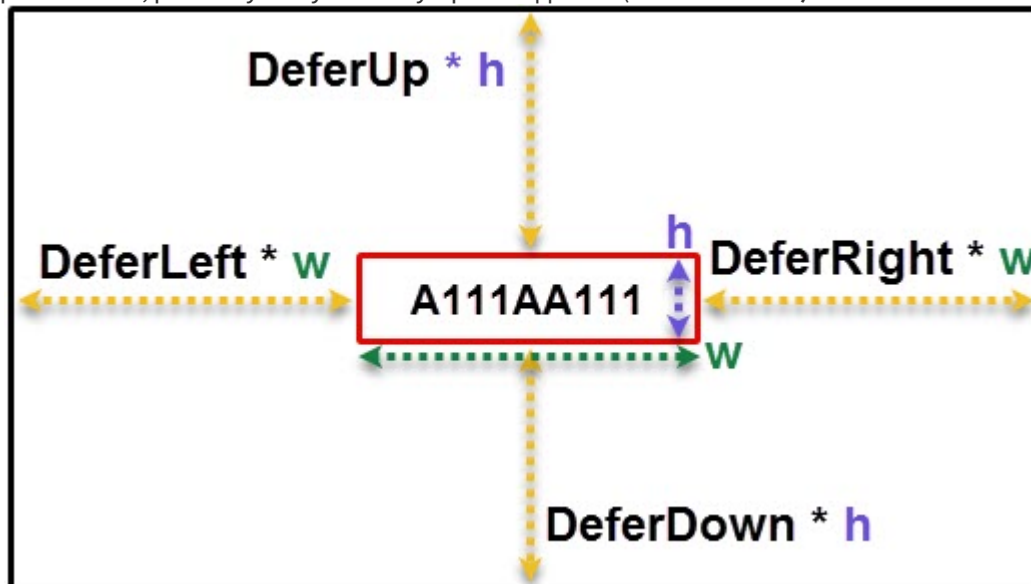 DeferUp * h
h
DeferLeft * w
DeferRight * w
A111AA111
w
DeferDown * h